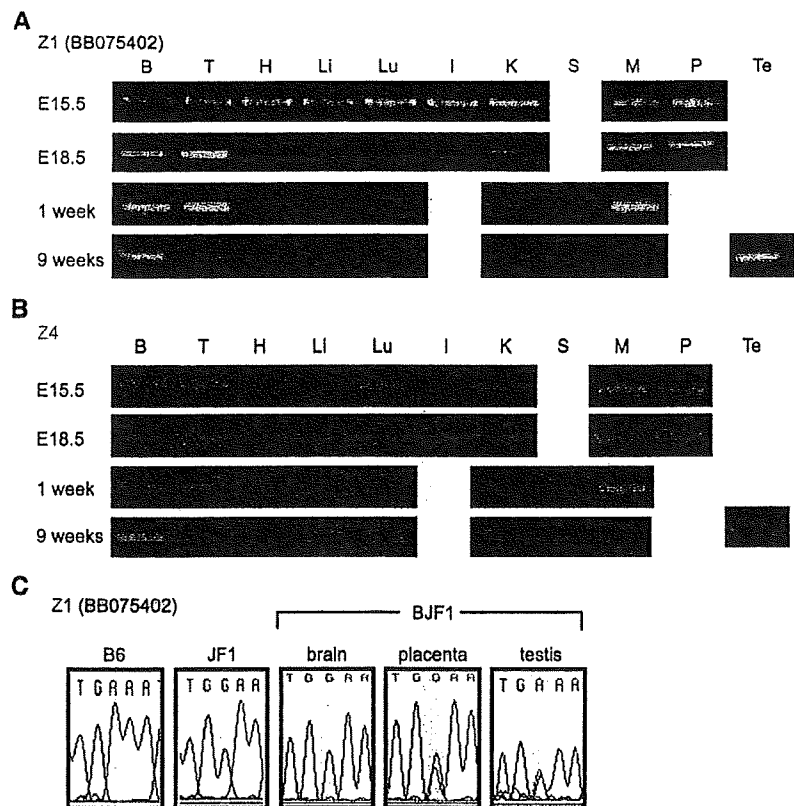 A
Z1 (BB075402)
B T H Li Lu I K S M P Te
E15.5
E18.5
1 week
9 weeks
B
Z4
B T H Li Lu I K S M P Te
E15.5
E18.5
1 week
9 weeks
C
Z1 (BB075402)
BJF1
B6 JF1 brain placenta testis
T G A A A T G G A A T G G A A T G G A A T G A A A